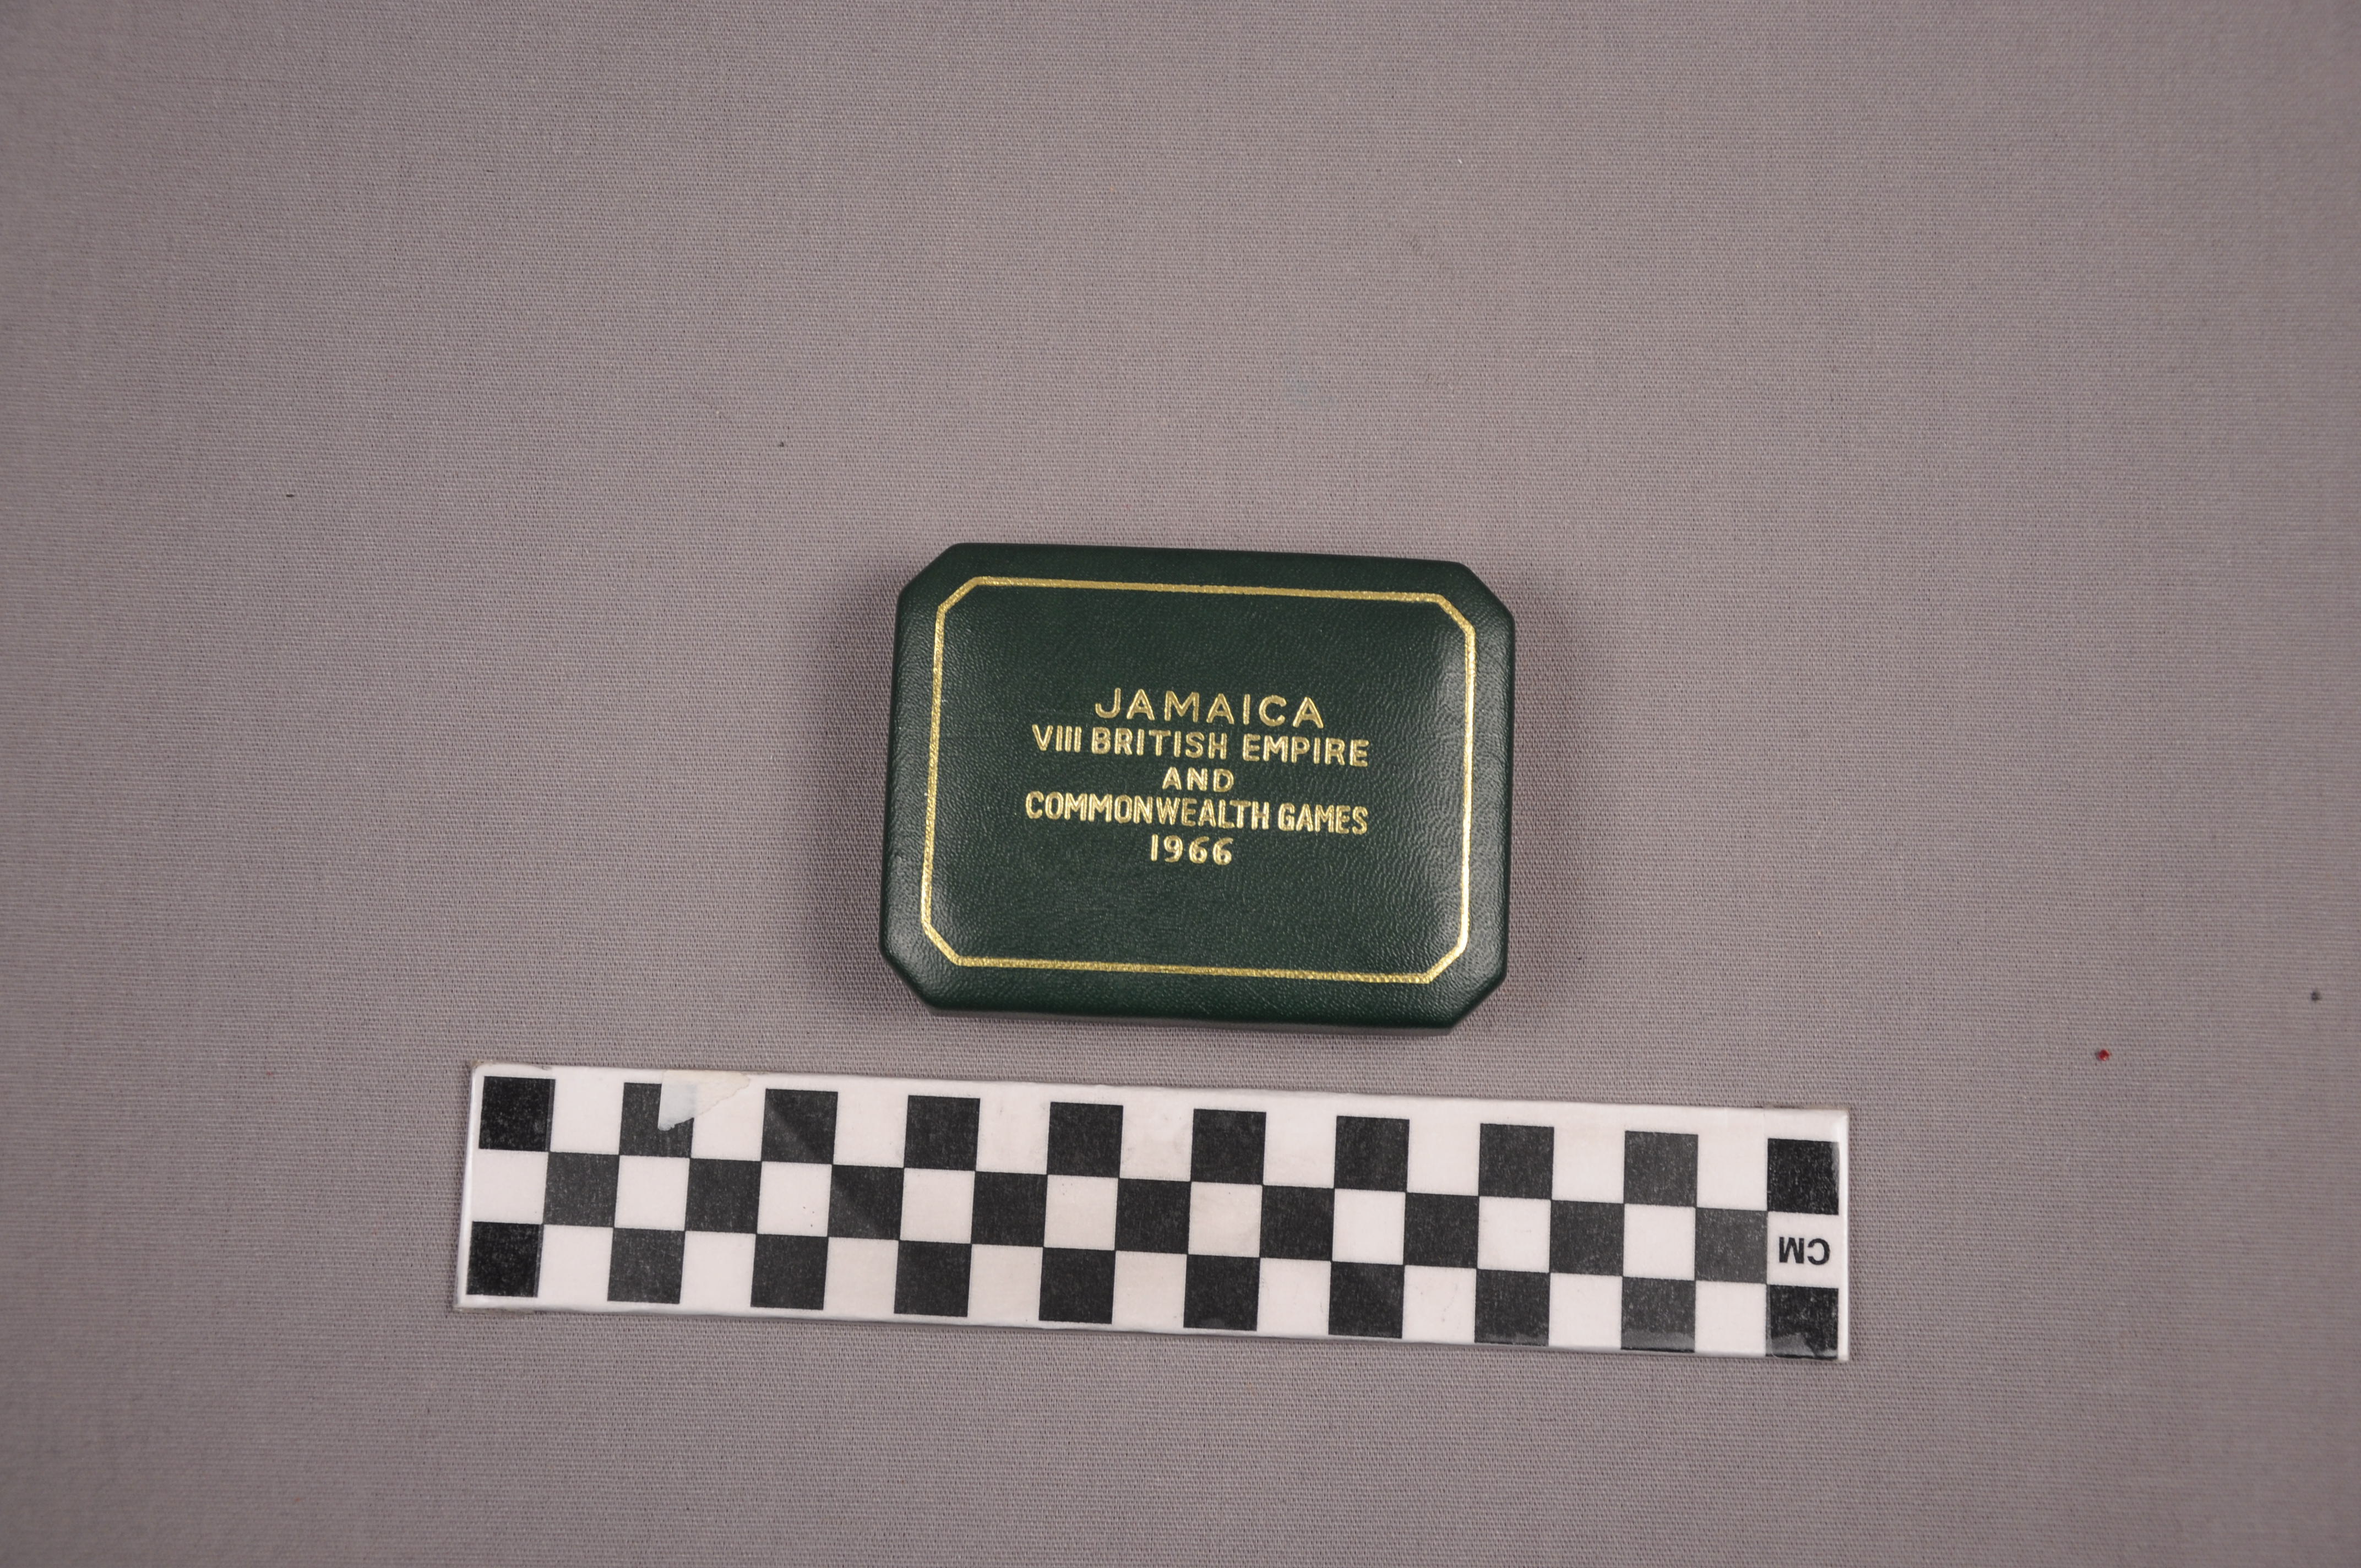 JAMAICA
VIII BRITISH EMPIRE
AND
COMMONWEALTH GAMES
1966
CM